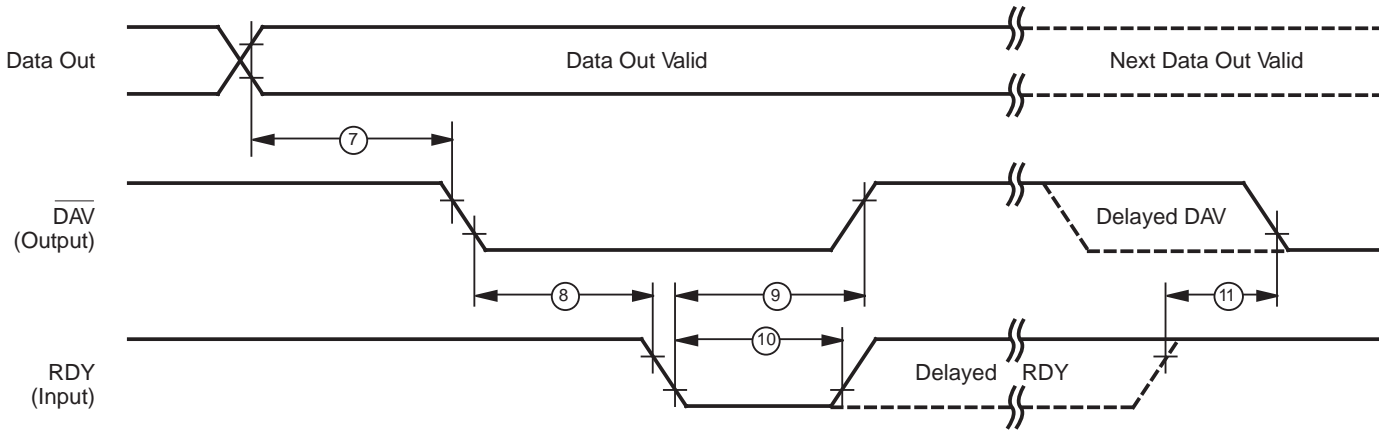 Data Out
Data Out Valid
Next Data Out Valid
7
DAV
(Output)
Delayed DAV
8
9
11
10
RDY
(Input)
Delayed RDY